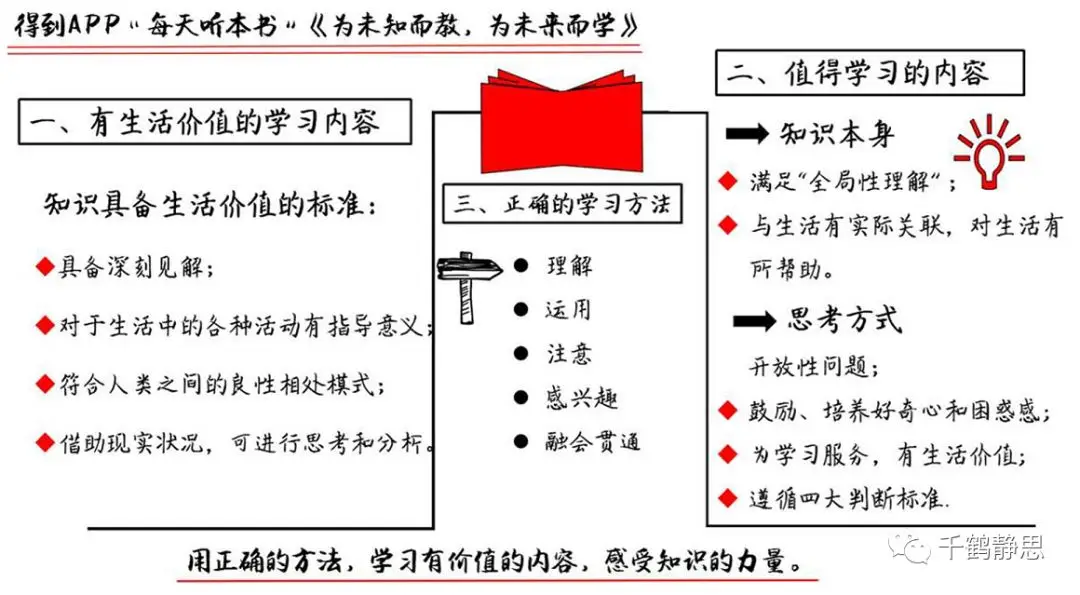 得到APP“每天听本书“《为未知而教，为未来而学》
一、有生活价值的学习内容
知识具备生活价值的标准：
具备深刻见解；
对于生活中的各种活动有指导意义；
符合人类之间的良性相处模式；
借助现实状况，可进行思考和分析。
三、正确的学习方法
理解
运用
注意
感兴趣
融会贯通
二、值得学习的内容
知识本身
满足“全局性理解“；
与生活有实际关联，对生活有
所帮助。
思考方式
开放性问题；
鼓励、培养好奇心和困惑感；
为学习服务，有生活价值；
遵循四大判断标准.
用正确的方法，学习有价值的内容，感受知识的力量。
千鹤静思